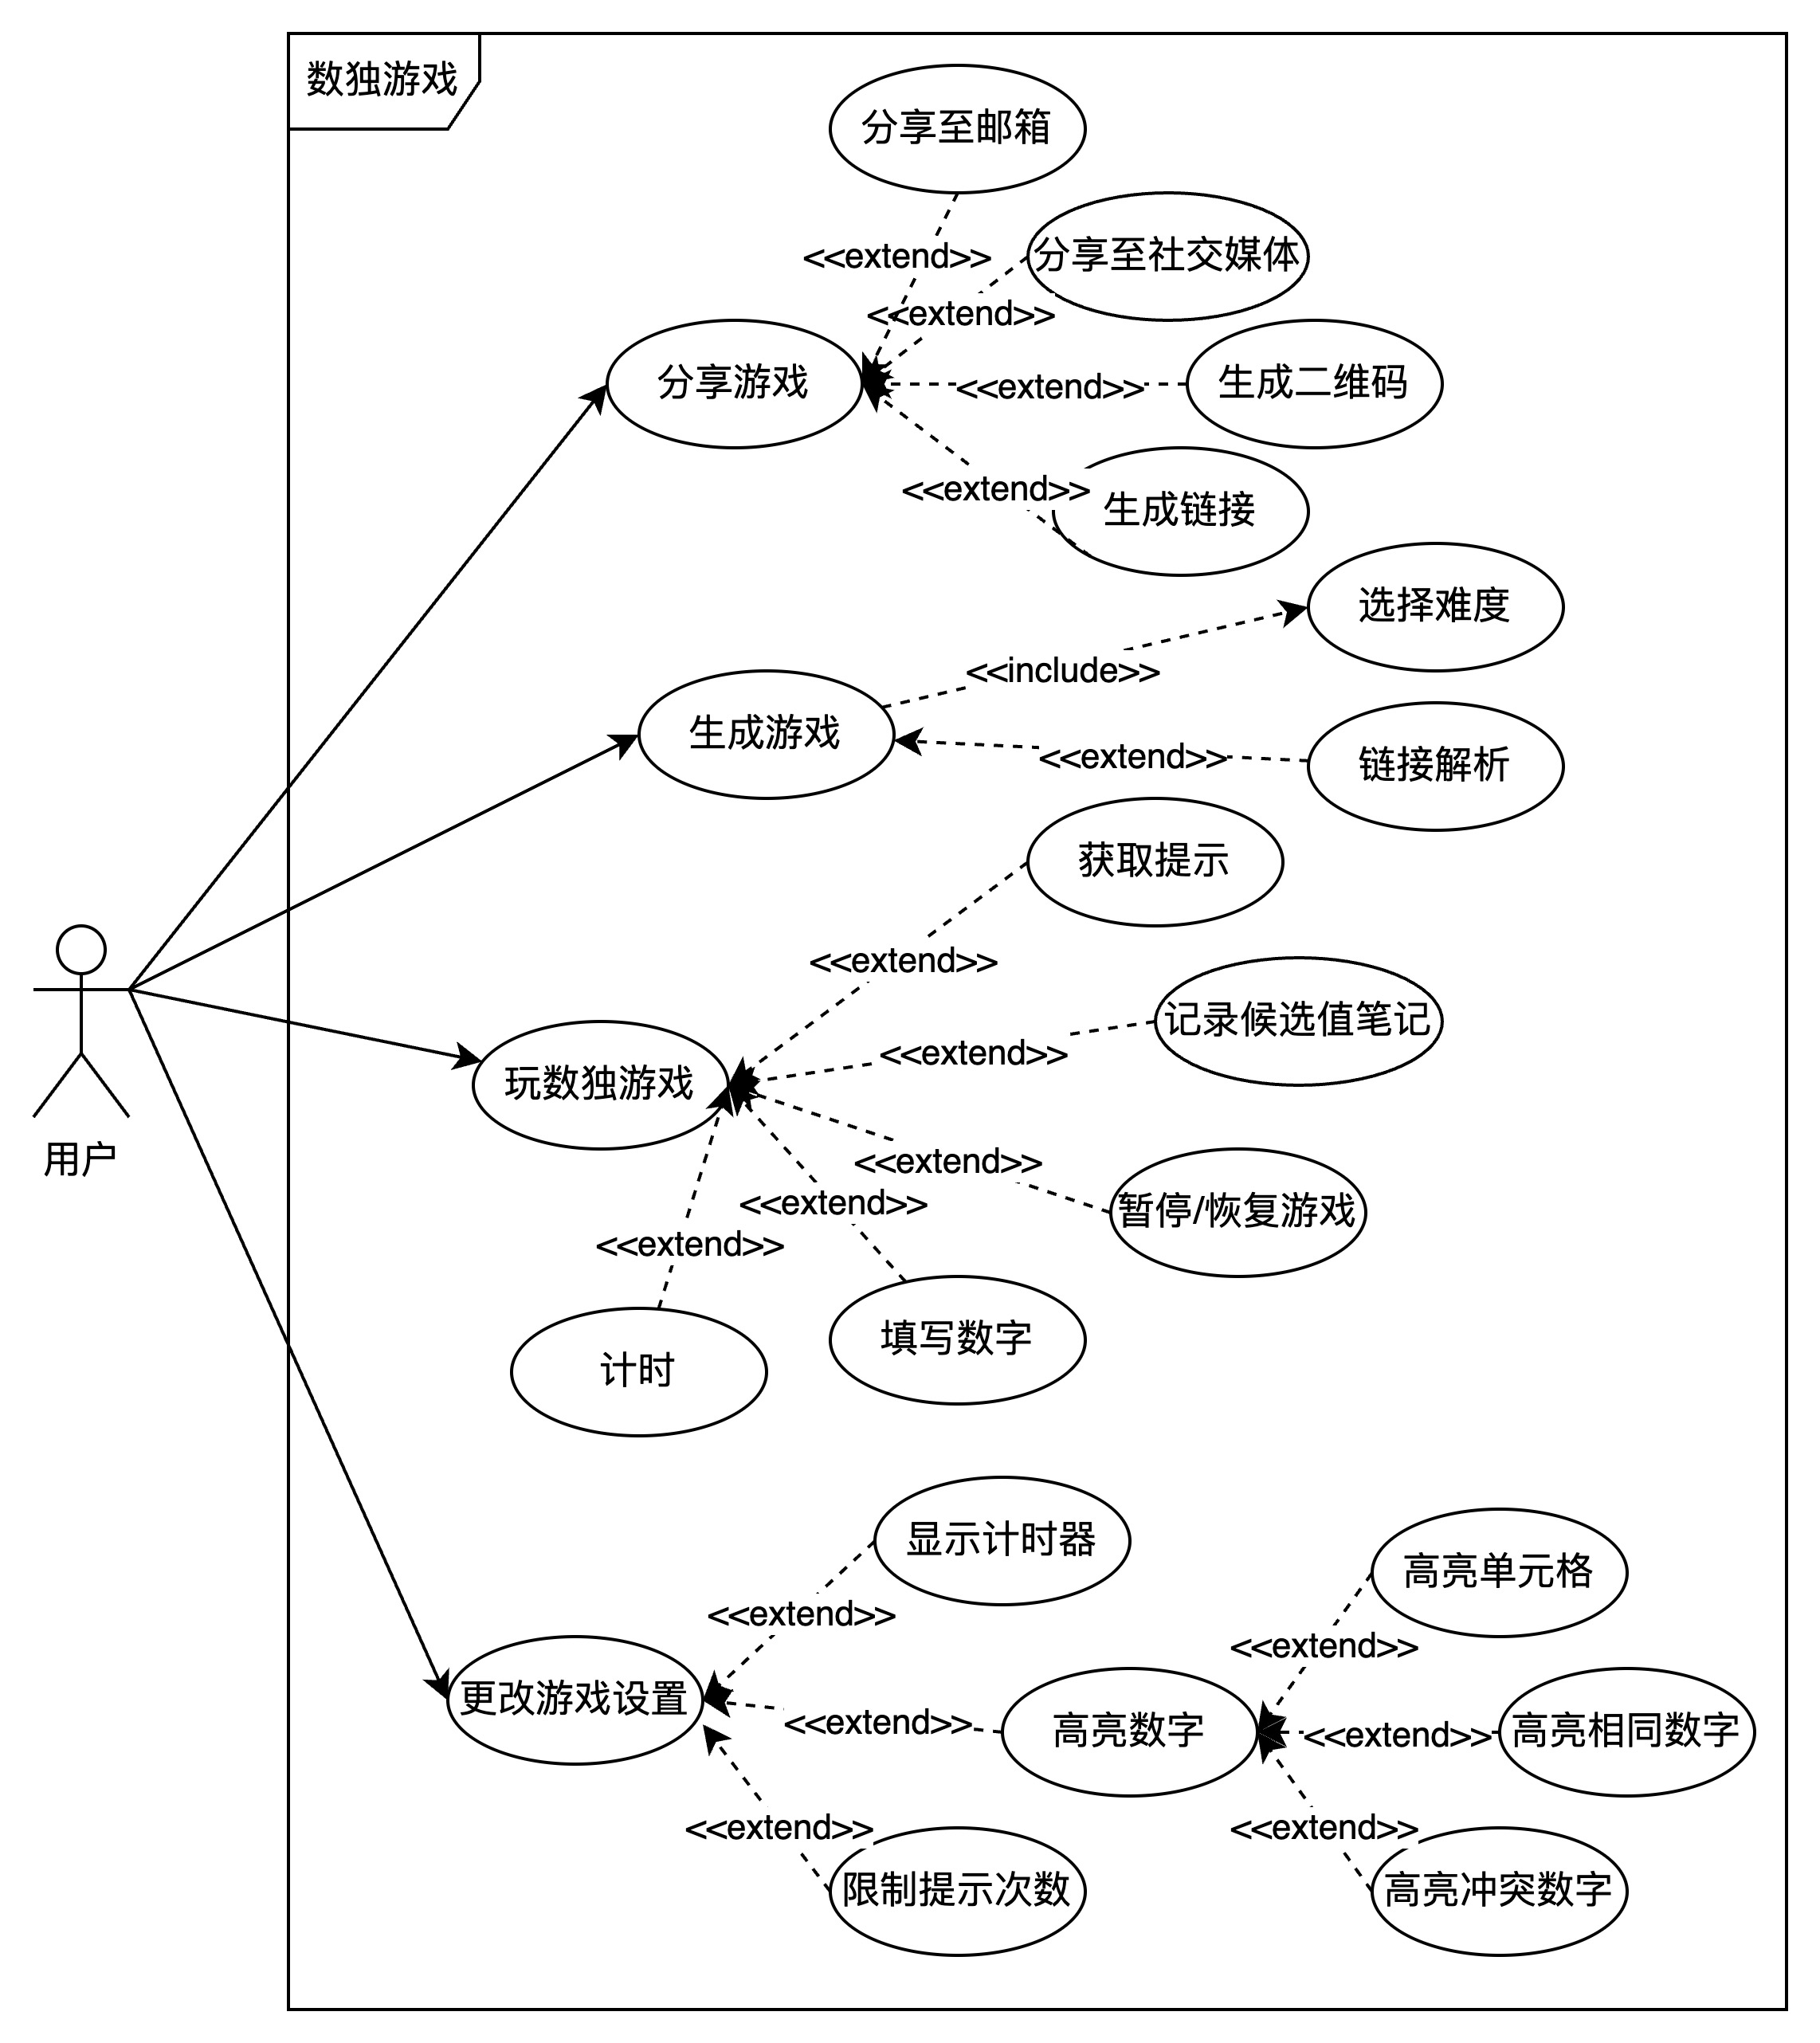 数独游戏
分享至邮箱
<<extend>>
分享至社交媒体
<<extend>>
分享游戏
<<extend>>
生成二维码
<<extend>>
生成链接
选择难度
<<include>>
生成游戏
<<extend>>
链接解析
获取提示
<<extend>>
记录候选值笔记
<<extend>>
玩数独游戏
用户
<<extend>>
<<extend>>
暂停/恢复游戏
<<extend>>
填写数字
计时
显示计时器
高亮单元格
<<extend>>
<<extend>>
更改游戏设置
<<extend>>
高亮数字
<<extend>>
高亮相同数字
<<extend>>
<<extend>>
限制提示次数
高亮冲突数字